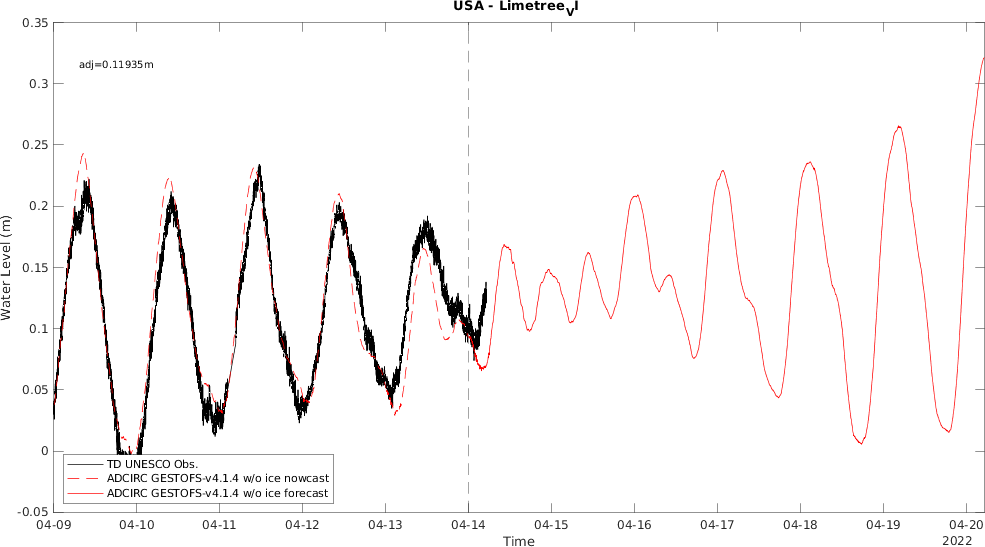 USA - Limetree_VI
adj=0.11935m
0.35
0.3
0.25
0.2
0.15
0.1
0.05
0
-0.05
Water Level (m)
TD UNESCO Obs.
ADCIRC GESTOFS-v4.1.4 w/o ice nowcast
ADCIRC GESTOFS-v4.1.4 w/o ice forecast
04-09 04-10 04-11 04-12 04-13 04-14 04-15 04-16 04-17 04-18 04-19 04-20
Time
2022